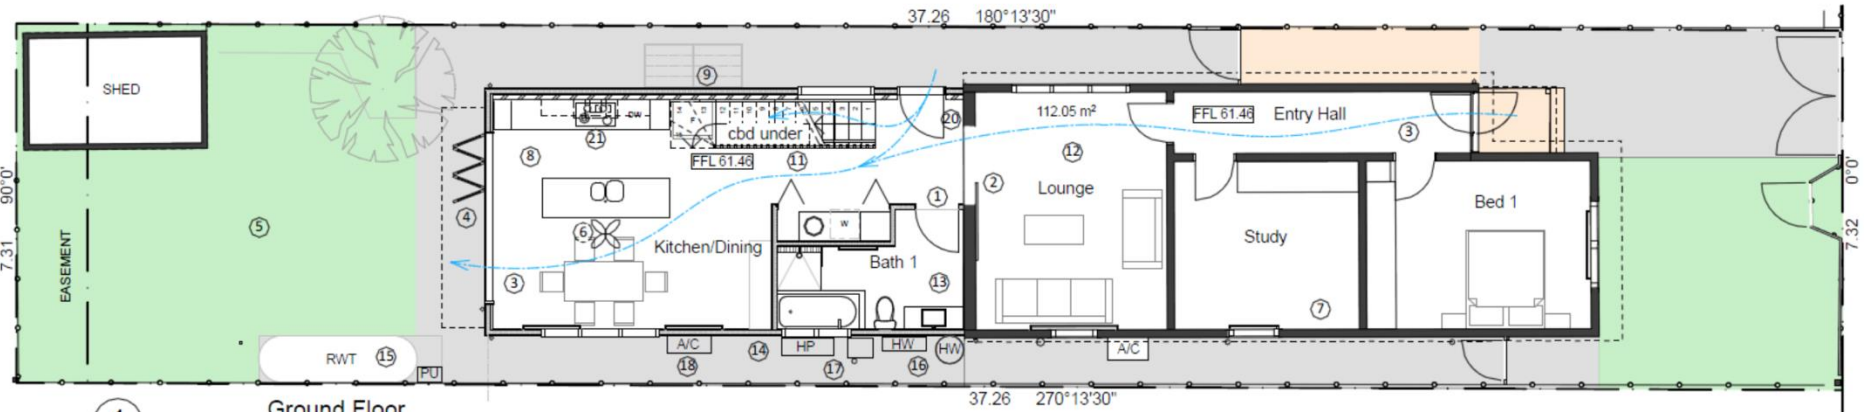 37.26 180°13'30"
SHED
9
20
112.05 m²
FFL 61.46
Entry Hall
3
DW
21
cbd under
8
FFL 61.46
11
12
2
Lounge
1
4
5
6
W
Kitchen/Dining
Bath 1
Study
Bed 1
3
13
7
90°0'
7.31
EASEMENT
0°0'
7.32
RWT
15
PU
A/C
18
14
HP
17
HW
16
HW
A/C
37.26 270°13'30"
Ground Floor